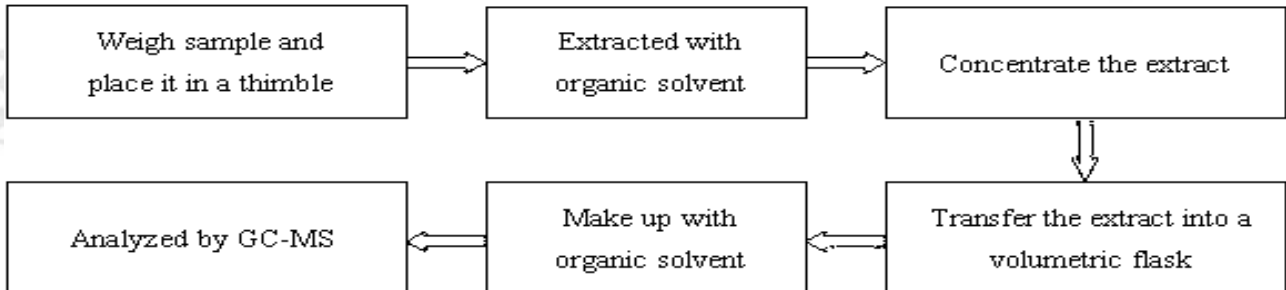 Weigh sample and
place it in a thimble
Extracted with
organic solvent
Concentrate the extract
Transfer the extract into a
volumetric flask
Make up with
organic solvent
Analyzed by GC-MS